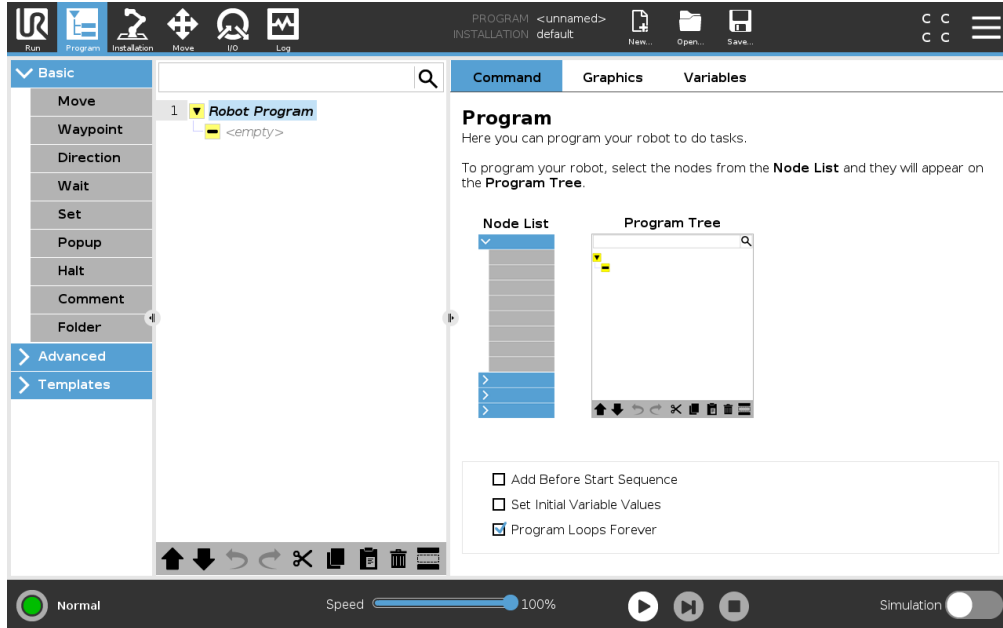 UR
PROGRAM <unnamed>
INSTALLATION default
C C
C C
Run
Program
Installation
Move
I/O
Log
New...
Open...
Save...
Basic
Move
Waypoint
Direction
Wait
Set
Popup
Halt
Comment
Folder
Advanced
Templates
1 Robot Program
<empty>
Command
Graphics
Variables
Program
Here you can program your robot to do tasks.
To program your robot, select the nodes from the Node List and they will appear on
the Program Tree.
Node List
Program Tree
Add Before Start Sequence
Set Initial Variable Values
Program Loops Forever
Normal
Speed
100%
Simulation